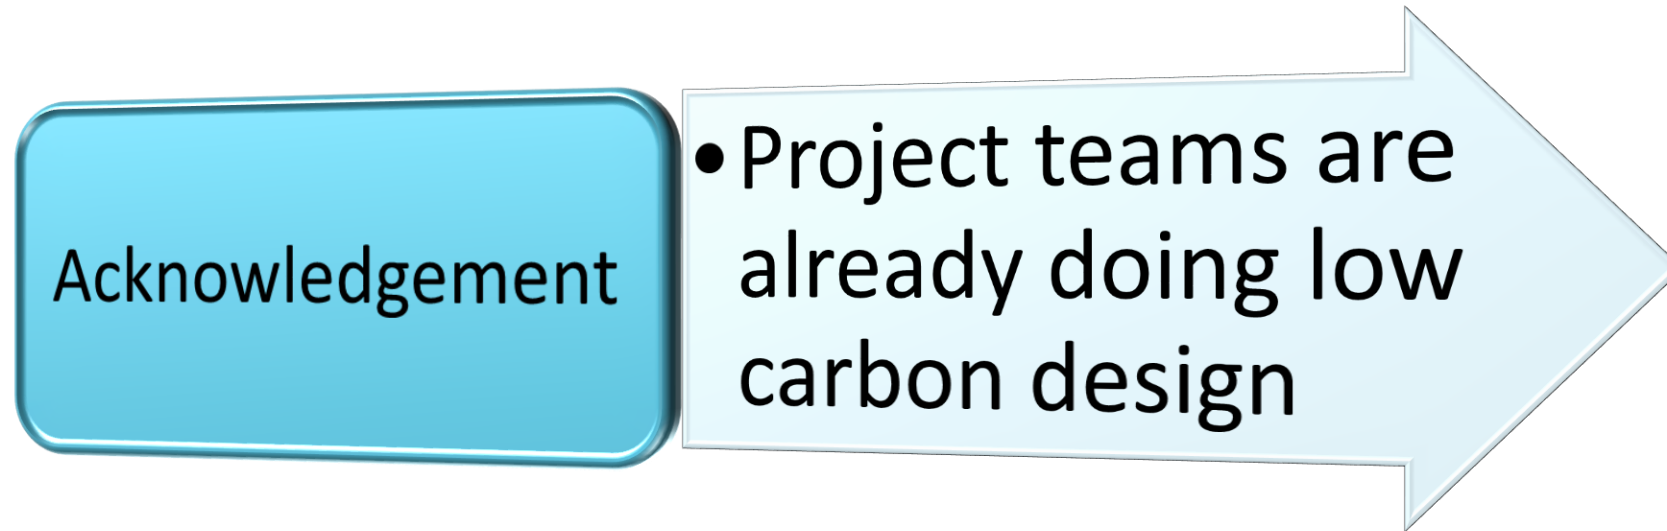 Acknowledgement
•Project teams are
already doing low
carbon design